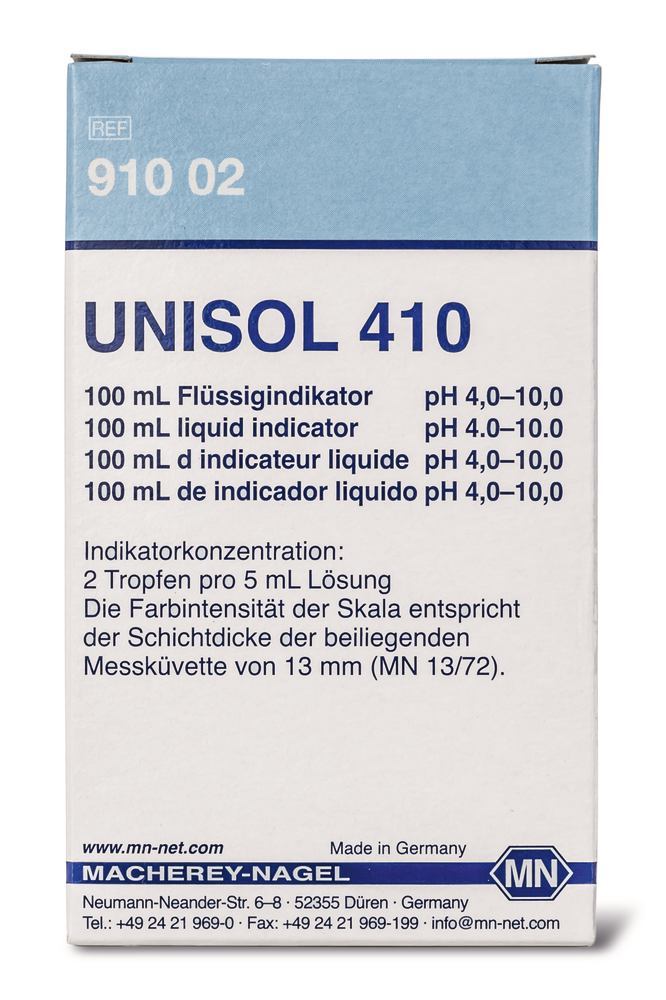 REF
910 02
UNISOL 410
100 mL Flüssigindikator pH 4,0–10,0
100 mL liquid indicator pH 4.0–10.0
100 mL d indicateur liquide pH 4,0–10,0
100 mL de indicador liquido pH 4,0–10,0
Indikatorkonzentration:
2 Tropfen pro 5 mL Lösung
Die Farbintensität der Skala entspricht
der Schichtdicke der beiliegenden
Messküvette von 13 mm (MN 13/72).
www.mn-net.com Made in Germany
MACHEREY-NAGEL MN
Neumann-Neander-Str. 6–8 · 52355 Düren · Germany
Tel.: +49 24 21 969-0 · Fax: +49 24 21 969-199 · info@mn-net.com